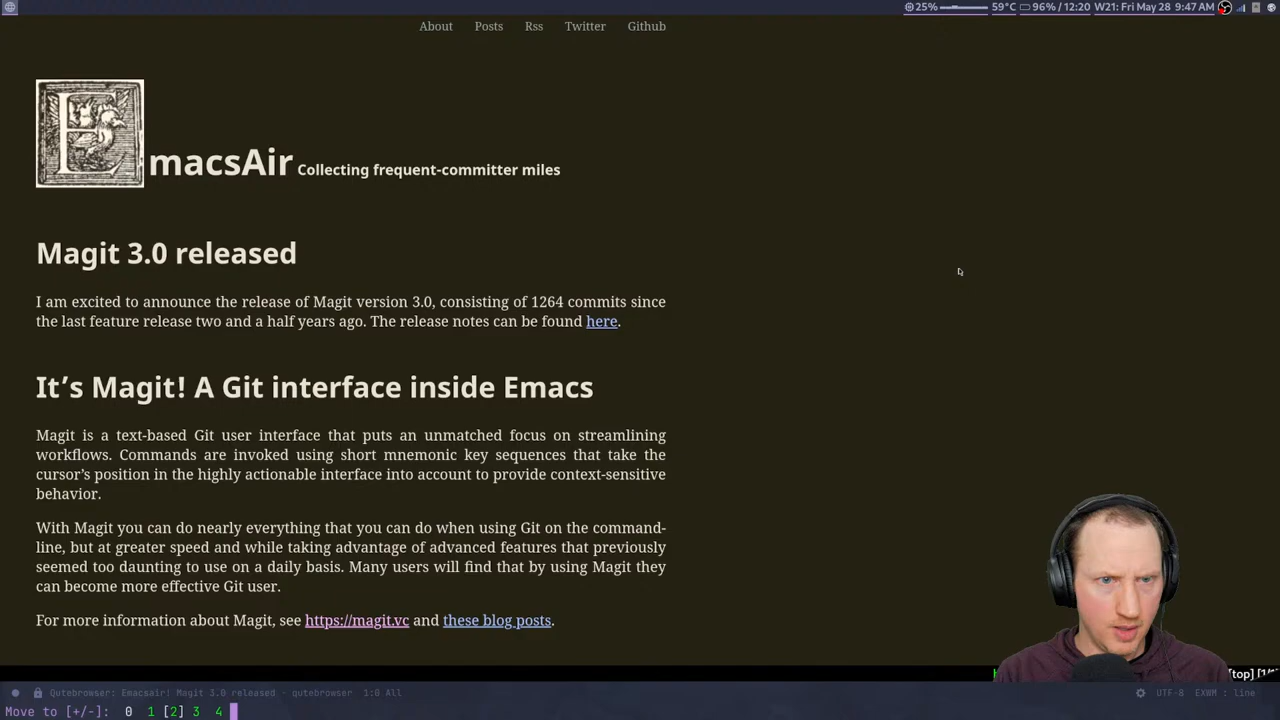 25% 59°C 96% / 12:20 W21: Fri May 28 9:47 AM
About Posts Rss Twitter Github
EmacsAir Collecting frequent-committer miles
Magit 3.0 released
I am excited to announce the release of Magit version 3.0, consisting of 1264 commits since
the last feature release two and a half years ago. The release notes can be found here.
It’s Magit! A Git interface inside Emacs
Magit is a text-based Git user interface that puts an unmatched focus on streamlining
workflows. Commands are invoked using short mnemonic key sequences that take the
cursor’s position in the highly actionable interface into account to provide context-sensitive
behavior.
With Magit you can do nearly everything that you can do when using Git on the command-
line, but at greater speed and while taking advantage of advanced features that previously
seemed too daunting to use on a daily basis. Many users will find that by using Magit they
can become more effective Git user.
For more information about Magit, see https://magit.vc and these blog posts.
[top]
Qutebrowser: Emacsair! Magit 3.0 released - qutebrowser 1:0 All UTF-8 EXWM : line
Move to [+/-]: 0 1 [2] 3 4